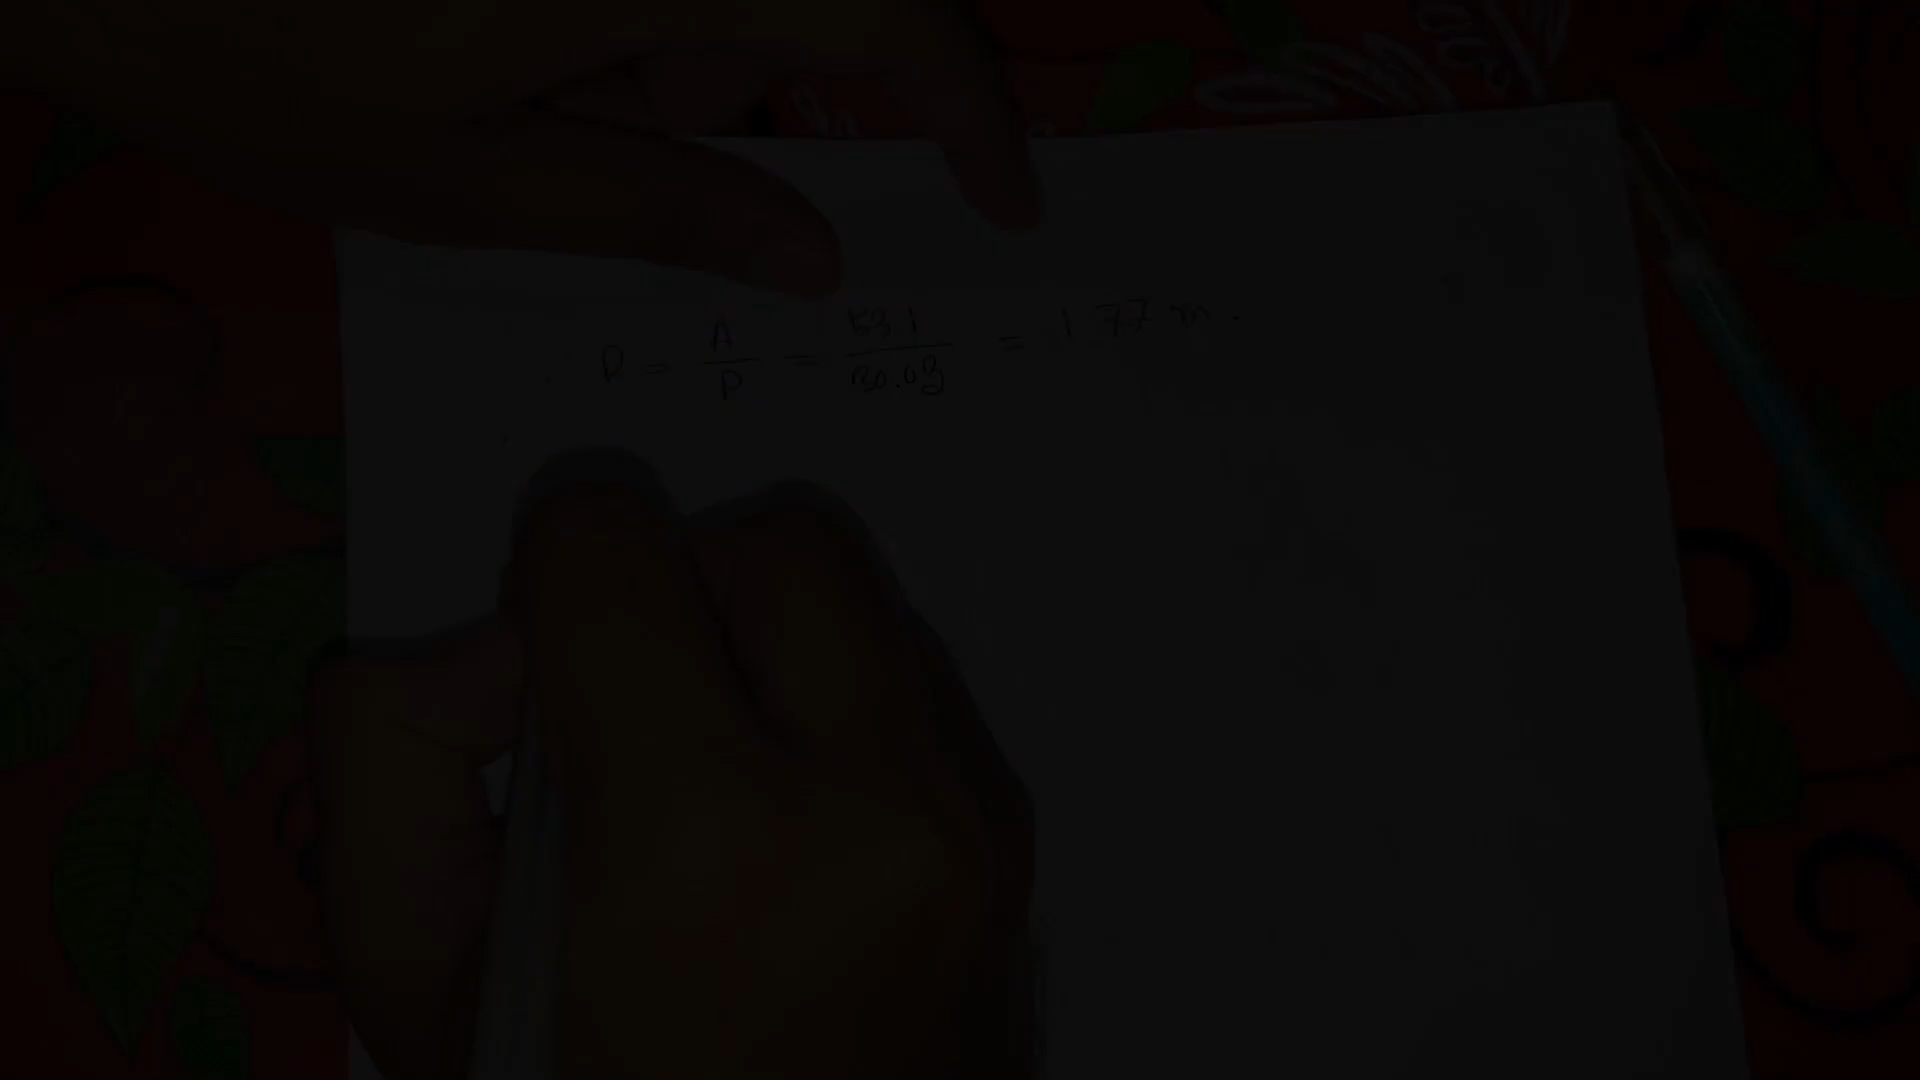 R = A / P = 53.1 / 30.03 = 1.77 m.